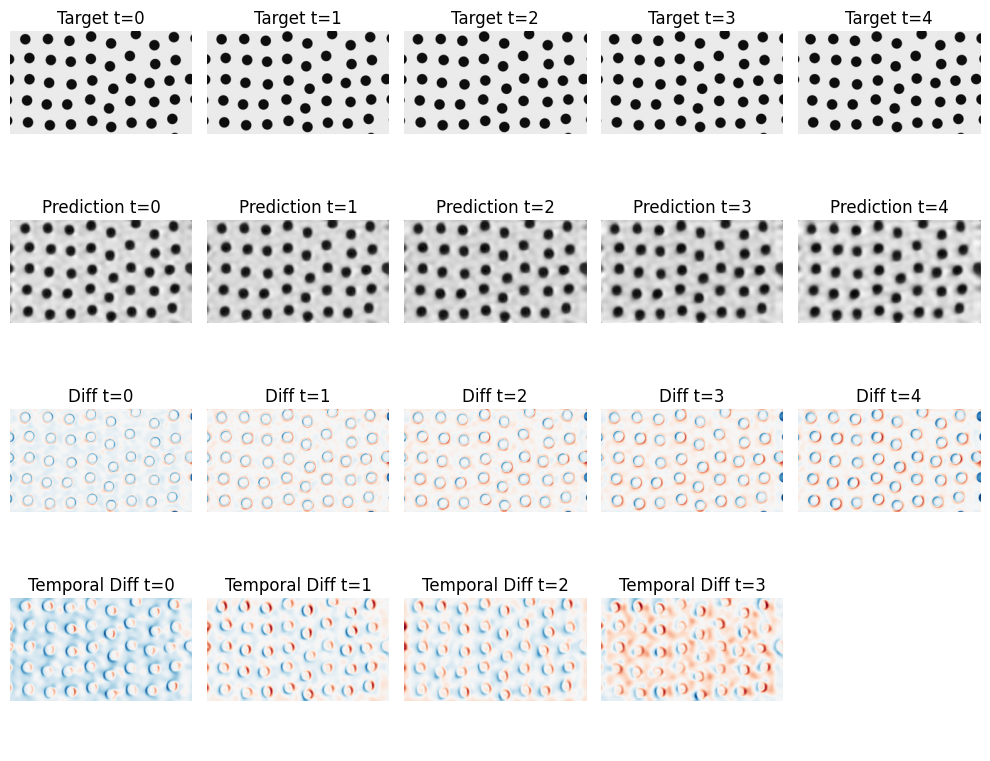 Target t=0 Target t=1 Target t=2 Target t=3 Target t=4
Prediction t=0 Prediction t=1 Prediction t=2 Prediction t=3 Prediction t=4
Diff t=0 Diff t=1 Diff t=2 Diff t=3 Diff t=4
Temporal Diff t=0 Temporal Diff t=1 Temporal Diff t=2 Temporal Diff t=3